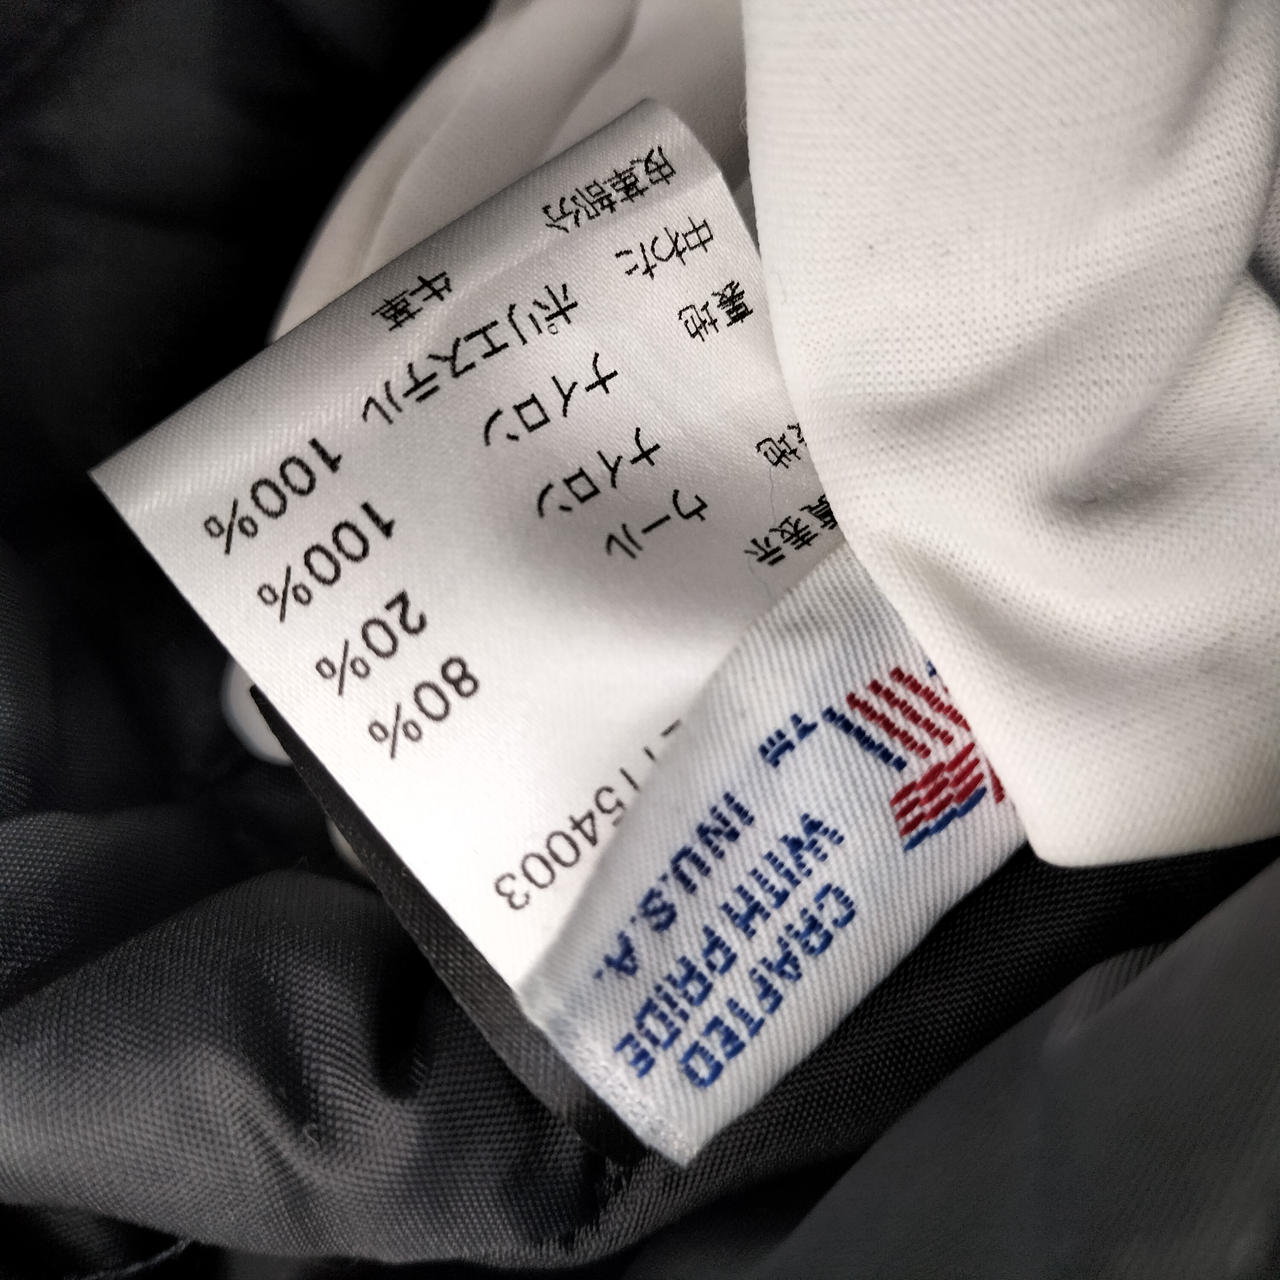 154003
表示
地 ウール 80%
ナイロン 20%
裏地 ナイロン 100%
中わた ポリエステル 100%
皮革部分 牛革
CRAFTED
WITH PRIDE
IN U.S.A.
TM